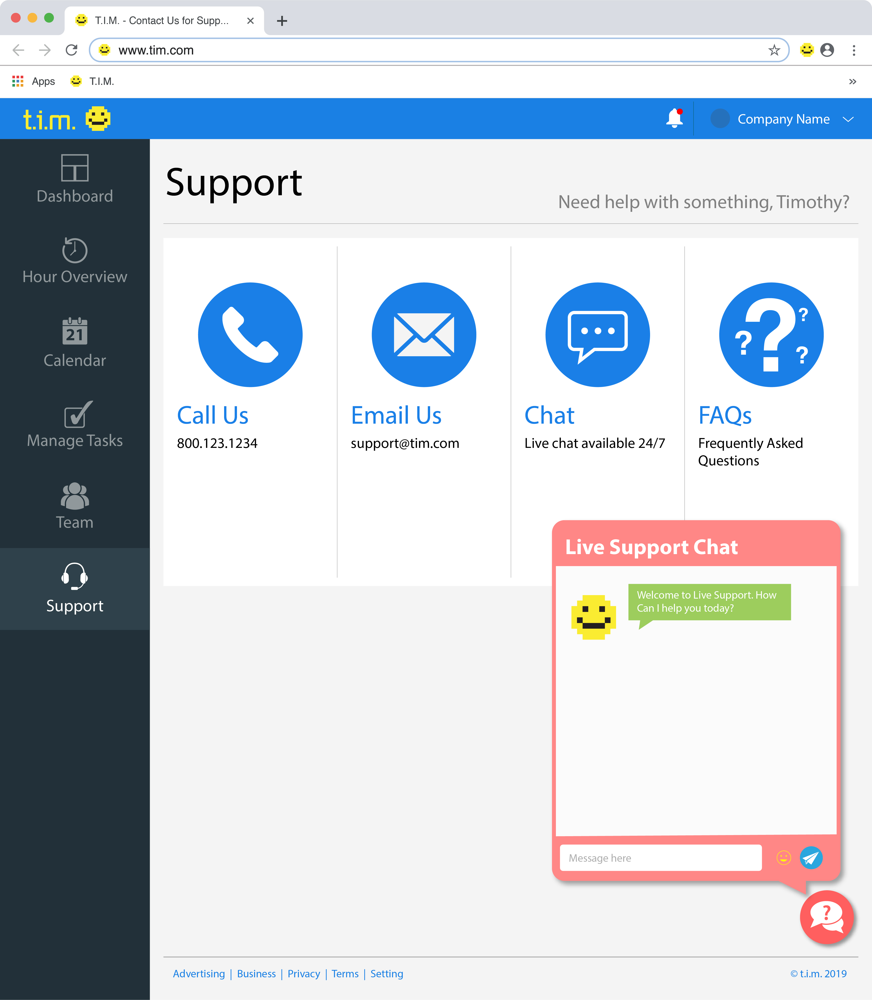 T.I.M. - Contact Us for Supp...
www.tim.com
Apps
T.I.M.
t.i.m.
Company Name
Dashboard
Hour Overview
21
Calendar
Manage Tasks
Team
Support
Support
Need help with something, Timothy?
Call Us
800.123.1234
Email Us
support@tim.com
Chat
Live chat available 24/7
? ? ? ?
FAQs
Frequently Asked
Questions
Live Support Chat
Welcome to Live Support. How
Can I help you today?
Message here
?
Advertising | Business | Privacy | Terms | Setting
© t.i.m. 2019